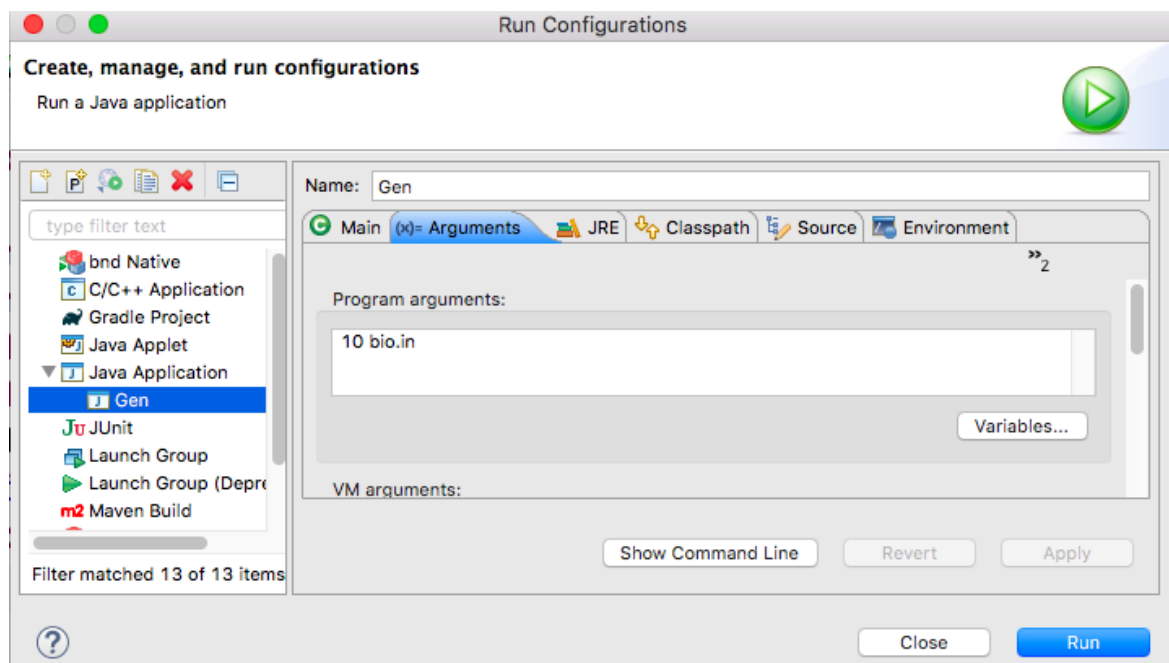 Run Configurations
Create, manage, and run configurations
Run a Java application
type filter text
bnd Native
C/C++ Application
Gradle Project
Java Applet
Java Application
Gen
JUnit
Launch Group
Launch Group (Depre
m2 Maven Build
Filter matched 13 of 13 items
Name: Gen
Main (x)= Arguments JRE Classpath Source Environment
»2
Program arguments:
10 bio.in
Variables...
VM arguments:
Show Command Line Revert Apply
? Close Run